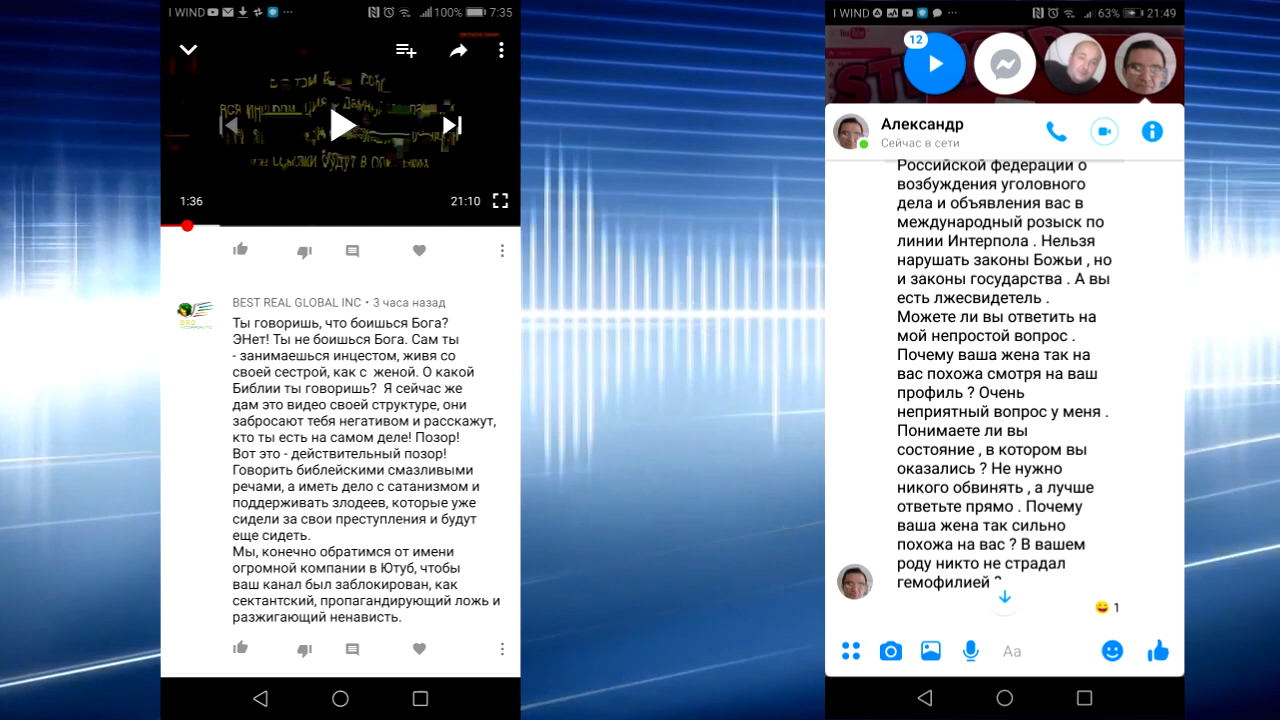 I WIND
100%
7:35
1:36
21:10
BEST REAL GLOBAL INC • 3 часа назад
Ты говоришь, что боишься Бога?
ЭНет! Ты не боишься Бога. Сам ты
- занимаешься инцестом, живя со
своей сестрой, как с женой. О какой
Библии ты говоришь? Я сейчас же
дам это видео своей структуре, они
забросают тебя негативом и расскажут,
кто ты есть на самом деле! Позор!
Вот это - действительный позор!
Говорить библейскими смазливыми
речами, а иметь дело с сатанизмом и
поддерживать злодеев, которые уже
сидели за свои преступления и будут
еще сидеть.
Мы, конечно обратимся от имени
огромной компании в Ютуб, чтобы
ваш канал был заблокирован, как
сектантский, пропагандирующий ложь и
разжигающий ненависть.
I WIND
63%
21:49
12
Александр
Сейчас в сети
Российской федерации о
возбуждения уголовного
дела и объявления вас в
международный розыск по
линии Интерпола . Нельзя
нарушать законы Божьи , но
и законы государства . А вы
есть лжесвидетель .
Можете ли вы ответить на
мой непростой вопрос .
Почему ваша жена так на
вас похожа смотря на ваш
профиль ? Очень
неприятный вопрос у меня .
Понимаете ли вы
состояние , в котором вы
оказались ? Не нужно
никого обвинять , а лучше
ответьте прямо . Почему
ваша жена так сильно
похожа на вас ? В вашем
роду никто не страдал
гемофилией ?
1
Aa